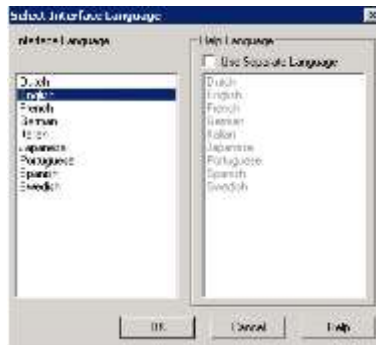 Select Interface Language
Interface Language
Dutch
English
French
German
Italian
Japanese
Portuguese
Spanish
Swedish
Help Language
Use Separate Language
Dutch
English
French
German
Italian
Japanese
Portuguese
Spanish
Swedish
OK
Cancel
Help